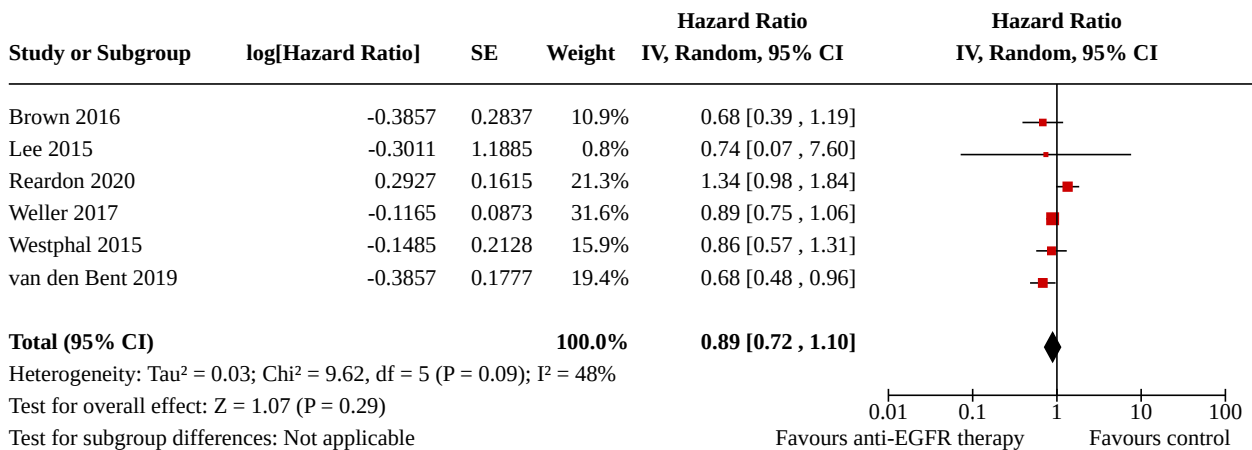 Hazard Ratio Hazard Ratio
Study or Subgroup log[Hazard Ratio] SE Weight IV, Random, 95% CI IV, Random, 95% CI
Brown 2016 -0.3857 0.2837 10.9% 0.68 [0.39 , 1.19]
Lee 2015 -0.3011 1.1885 0.8% 0.74 [0.07 , 7.60]
Reardon 2020 0.2927 0.1615 21.3% 1.34 [0.98 , 1.84]
Weller 2017 -0.1165 0.0873 31.6% 0.89 [0.75 , 1.06]
Westphal 2015 -0.1485 0.2128 15.9% 0.86 [0.57 , 1.31]
van den Bent 2019 -0.3857 0.1777 19.4% 0.68 [0.48 , 0.96]
Total (95% CI) 100.0% 0.89 [0.72 , 1.10]
Heterogeneity: Tau² = 0.03; Chi² = 9.62, df = 5 (P = 0.09); I² = 48%
Test for overall effect: Z = 1.07 (P = 0.29) 0.01 0.1 1 10 100
Test for subgroup differences: Not applicable Favours anti-EGFR therapy Favours control